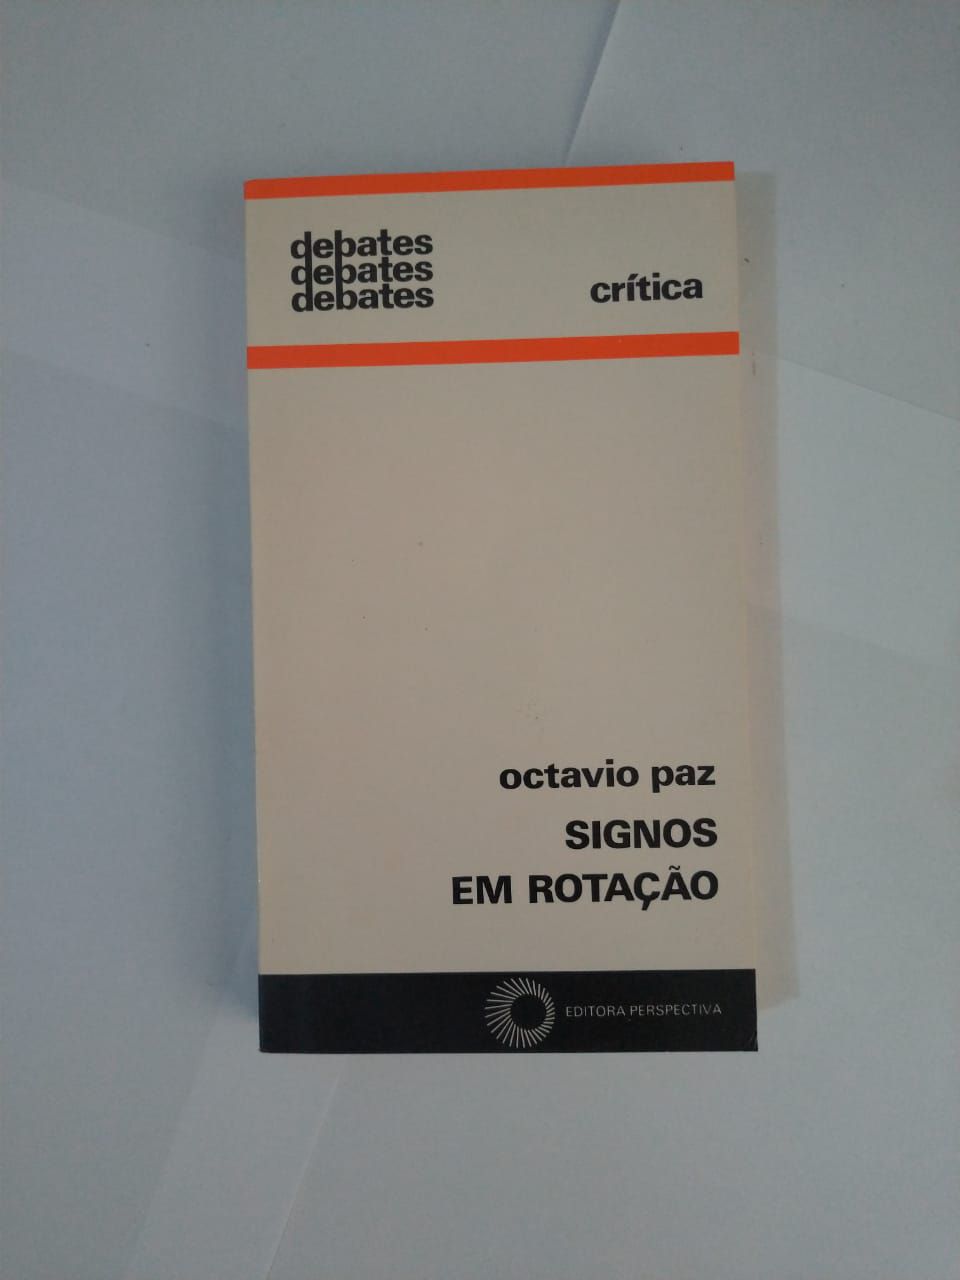 debates
debates
debates
crítica
octavio paz
SIGNOS
EM ROTAÇÃO
EDITORA PERSPECTIVA